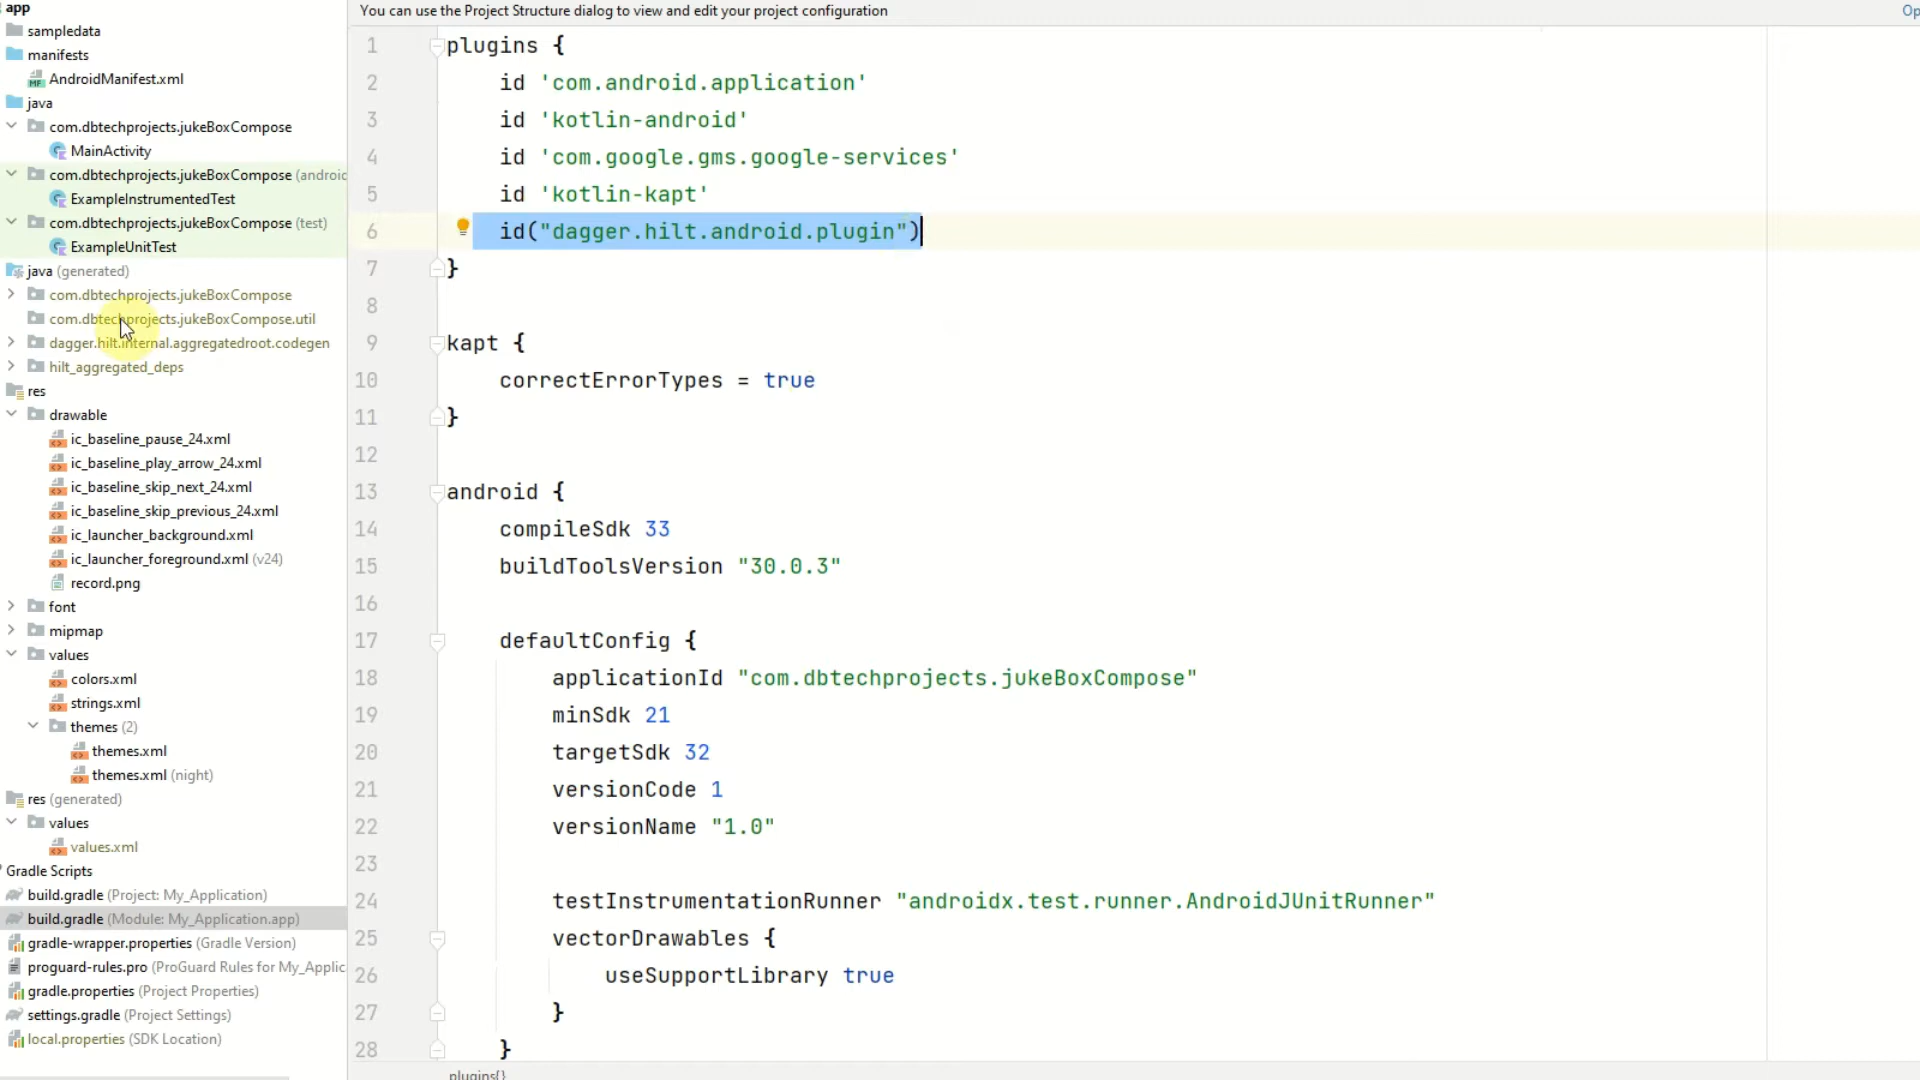 app
sampledata
manifests
AndroidManifest.xml
java
com.dbtechprojects.jukeBoxCompose
MainActivity
com.dbtechprojects.jukeBoxCompose (androi
ExampleInstrumentedTest
com.dbtechprojects.jukeBoxCompose (test)
ExampleUnitTest
java (generated)
com.dbtechprojects.jukeBoxCompose
com.dbtechprojects.jukeBoxCompose.util
dagger.hilt.internal.aggregatedroot.codegen
hilt_aggregated_deps
res
drawable
ic_baseline_pause_24.xml
ic_baseline_play_arrow_24.xml
ic_baseline_skip_next_24.xml
ic_baseline_skip_previous_24.xml
ic_launcher_background.xml
ic_launcher_foreground.xml (v24)
record.png
font
mipmap
values
colors.xml
strings.xml
themes (2)
themes.xml
themes.xml (night)
res (generated)
values
values.xml
Gradle Scripts
build.gradle (Project: My_Application)
build.gradle (Module: My_Application.app)
gradle-wrapper.properties (Gradle Version)
proguard-rules.pro (ProGuard Rules for My_Applic
gradle.properties (Project Properties)
settings.gradle (Project Settings)
local.properties (SDK Location)
You can use the Project Structure dialog to view and edit your project configuration Op
1 plugins {
2 id 'com.android.application'
3 id 'kotlin-android'
4 id 'com.google.gms.google-services'
5 id 'kotlin-kapt'
6 id("dagger.hilt.android.plugin")
7 }
8
9 kapt {
10 correctErrorTypes = true
11 }
12
13 android {
14 compileSdk 33
15 buildToolsVersion "30.0.3"
16
17 defaultConfig {
18 applicationId "com.dbtechprojects.jukeBoxCompose"
19 minSdk 21
20 targetSdk 32
21 versionCode 1
22 versionName "1.0"
23
24 testInstrumentationRunner "androidx.test.runner.AndroidJUnitRunner"
25 vectorDrawables {
26 useSupportLibrary true
27 }
28 }
plugins{}